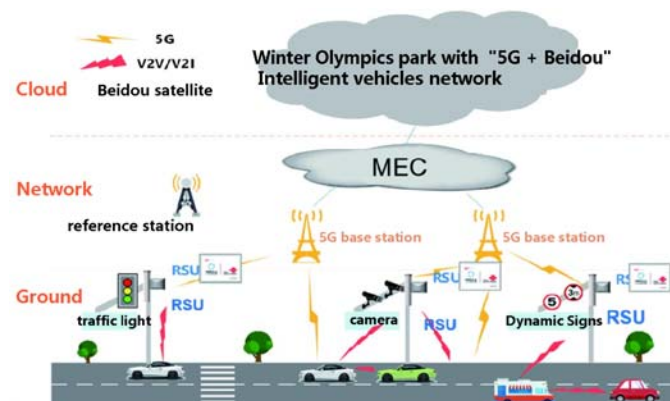 5G
V2V/V2I
Cloud
Beidou satellite
Winter Olympics park with "5G + Beidou"
Intelligent vehicles network
MEC
Network
reference station
5G base station
5G base station
Ground
RSU
RSU
traffic light
camera
RSU
RSU
5
3m
Dynamic Signs
RSU
RSU